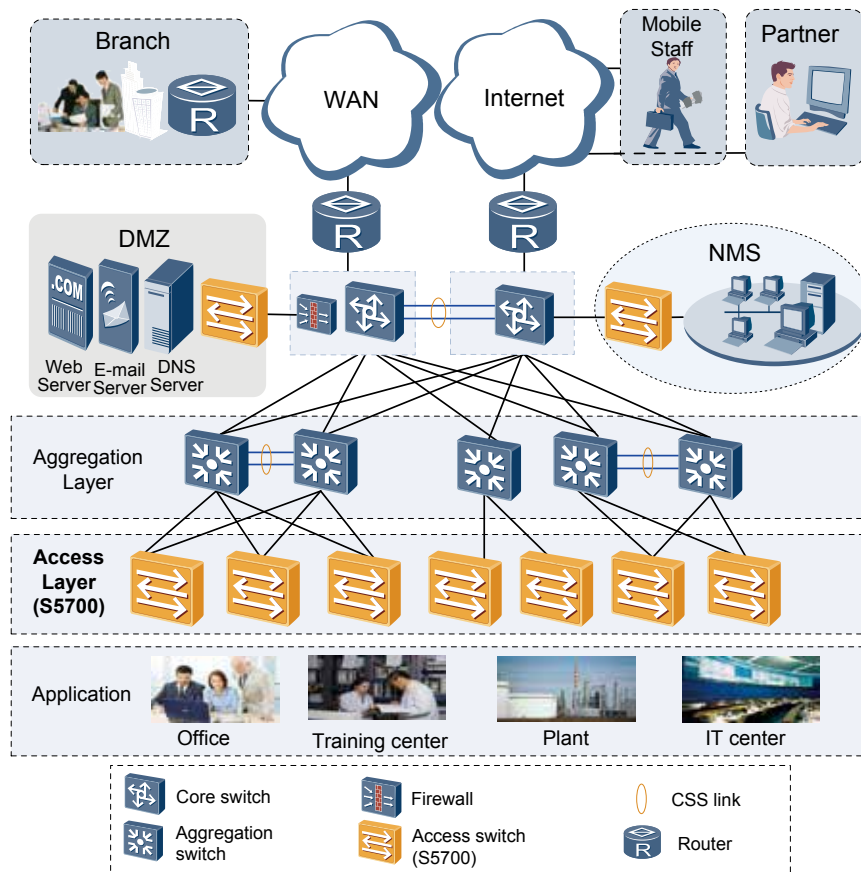 Branch
R
WAN
Internet
Mobile
Staff
Partner
R
R
DMZ
.COM
Web
Server
E-mail
Server
DNS
Server
NMS
Aggregation
Layer
Access
Layer
(S5700)
Application
Office
Training center
Plant
IT center
Core switch
Firewall
CSS link
Aggregation
switch
Access switch
(S5700)
R
Router